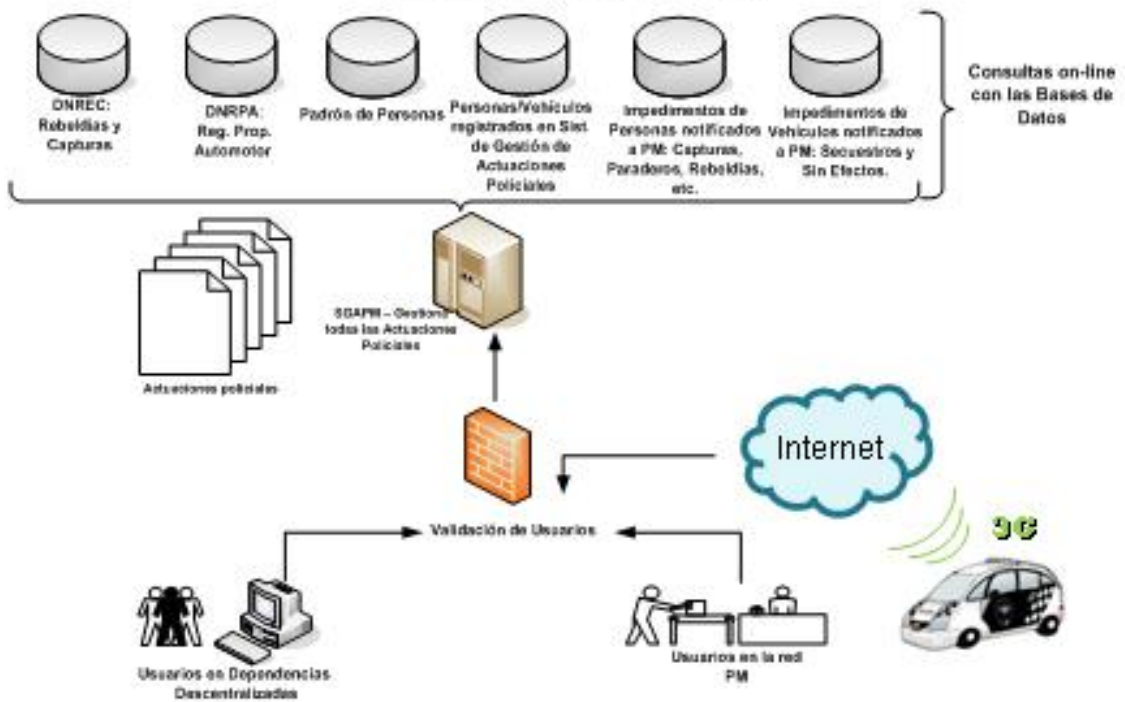 DNREC:
Rebeldías y
Capturas
DNRPA:
Reg. Prop.
Automotor
Padrón de Personas
Personas/Vehículos
registrados en Sist.
de Gestión de
Actuaciones
Policiales
Impedimentos de
Personas notificados
a PM: Capturas,
Paraderos, Rebeldías,
etc.
Impedimentos de
Vehículos notificados
a PM: Secuestros y
Sin Efectos.
Consultas on-line
con las Bases de
Datos
SGAPM – Gestiona
todas las Actuaciones
Policiales
Actuaciones policiales
Internet
Validación de Usuarios
3G
Usuarios en Dependencias
Descentralizadas
Usuarios en la red
PM